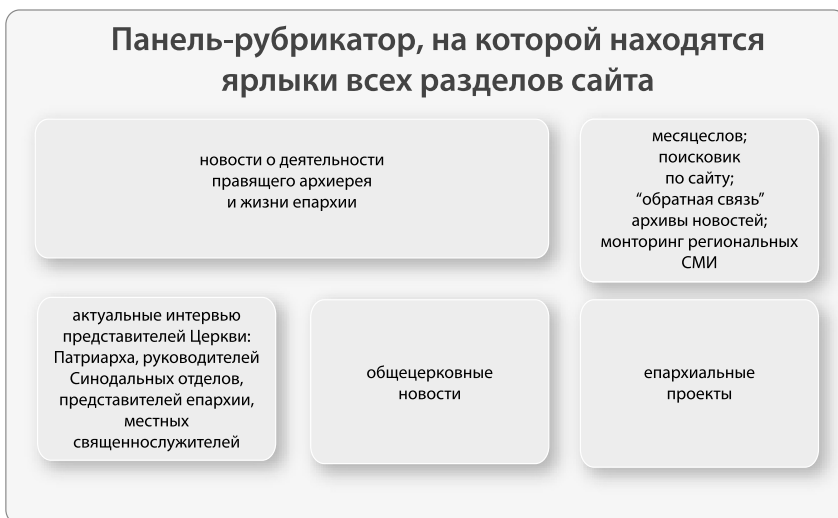 Панель-рубрикатор, на которой находятся
ярлыки всех разделов сайта
новости о деятельности
правящего архиерея
и жизни епархии
месяцеслов;
поисковик
по сайту;
“обратная связь”
архивы новостей;
монторинг региональных
СМИ
актуальные интервью
представителей Церкви:
Патриарха, руководителей
Синодальных отделов,
представителей епархии,
местных
священнослужителей
общецерковные
новости
епархиальные
проекты